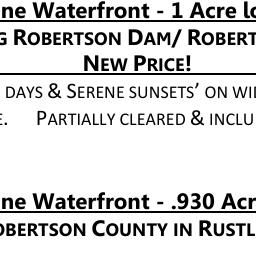 ne Waterfront - 1 Acre lo
G ROBERTSON DAM/ ROBERT
NEW PRICE!
DAYS & SERENE SUNSETS' ON WI
E. PARTIALLY CLEARED & INCLU
ne Waterfront - .930 Acr
OBERTSON COUNTY IN RUSTL